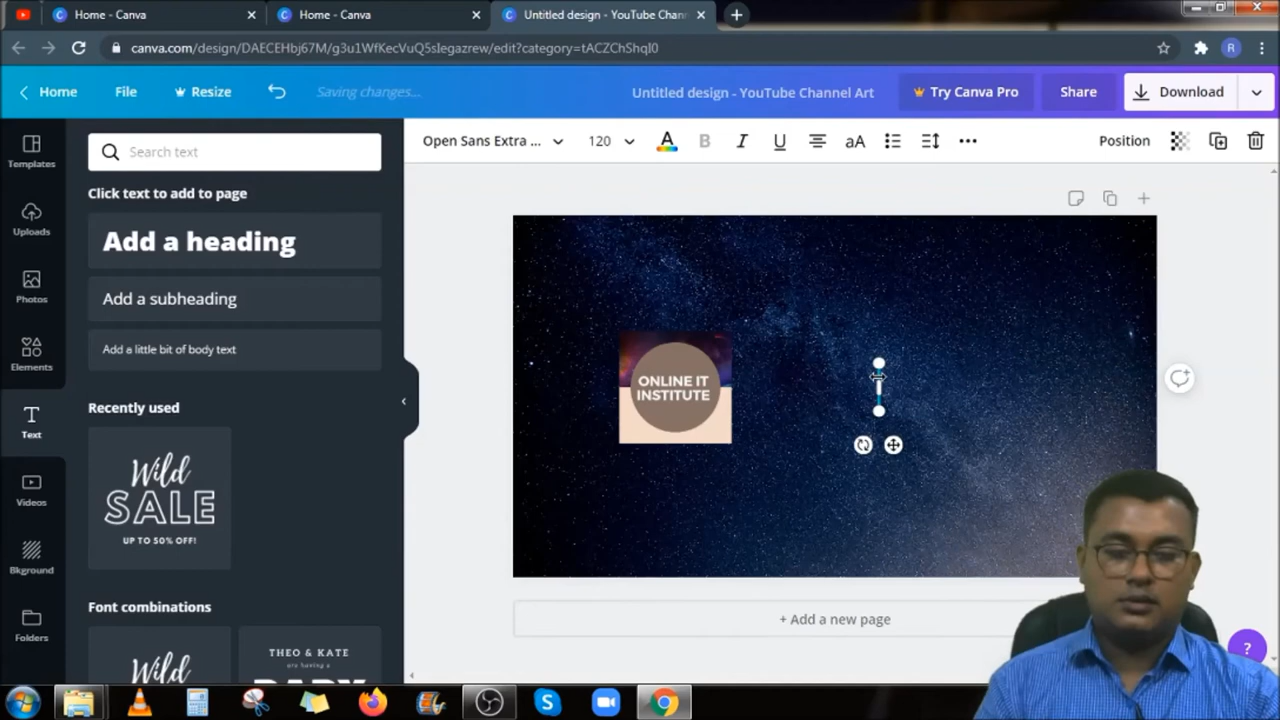 Home - Canva
Home - Canva
Untitled design - YouTube Chann
canva.com/design/DAECEHbj67M/g3u1WfKecVuQ5slegazrew/edit?category=tACZChShqI0
R
Home
File
Resize
Saving changes...
Untitled design - YouTube Channel Art
Try Canva Pro
Share
Download
Templates
Uploads
Photos
Elements
Text
Videos
Bkground
Folders
Search text
Click text to add to page
Add a heading
Add a subheading
Add a little bit of body text
Recently used
Wild
SALE
UP TO 50% OFF!
Font combinations
Wild
THEO & KATE
are having a
Open Sans Extra ...
120
A
B
I
U
aA
Position
ONLINE IT
INSTITUTE
+ Add a new page
?